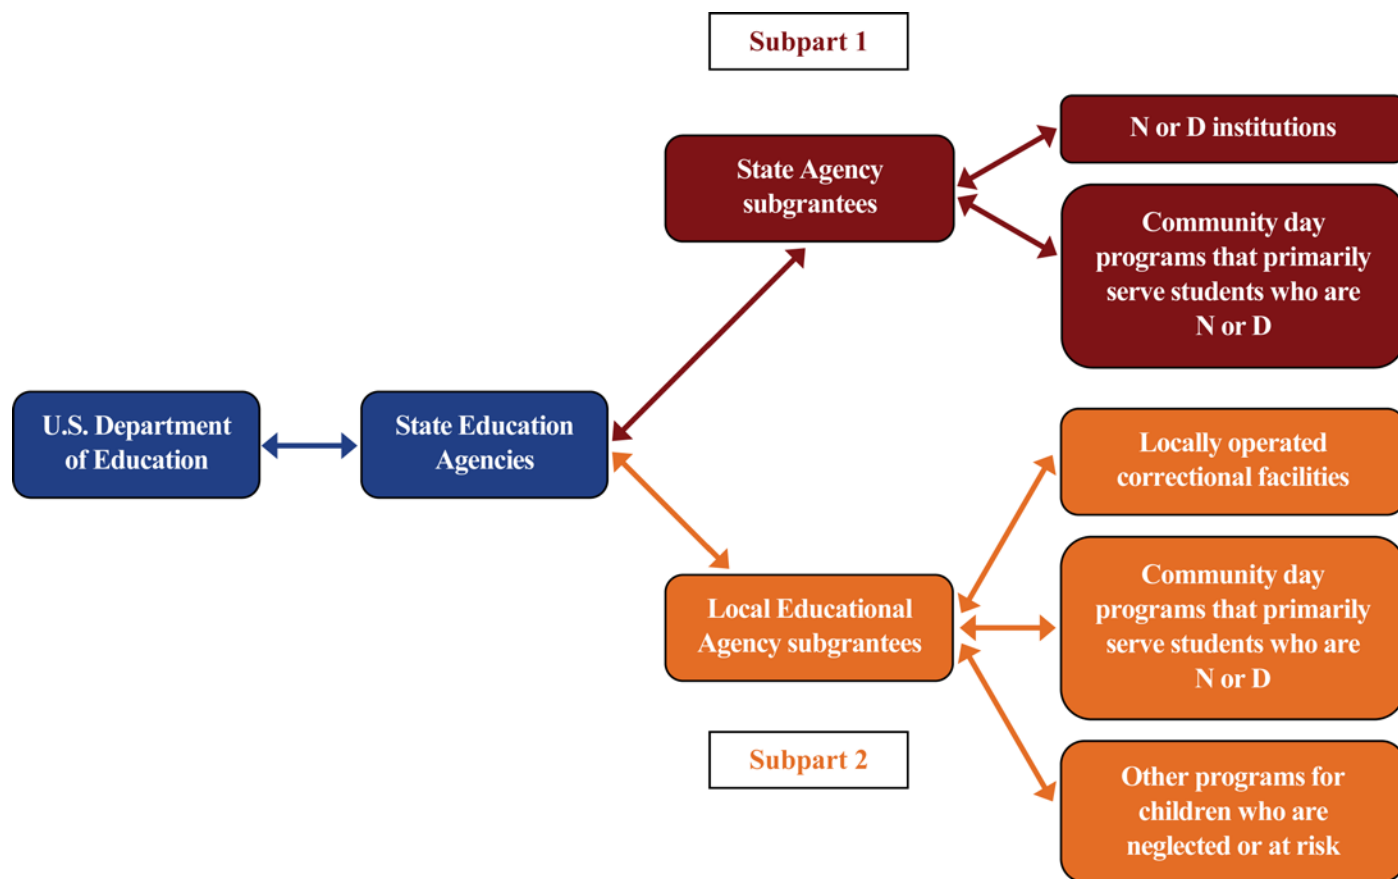 Subpart 1
N or D institutions
State Agency
subgrantees
Community day
programs that primarily
serve students who are
N or D
U.S. Department
of Education
State Education
Agencies
Locally operated
correctional facilities
Local Educational
Agency subgrantees
Community day
programs that primarily
serve students who are
N or D
Subpart 2
Other programs for
children who are
neglected or at risk